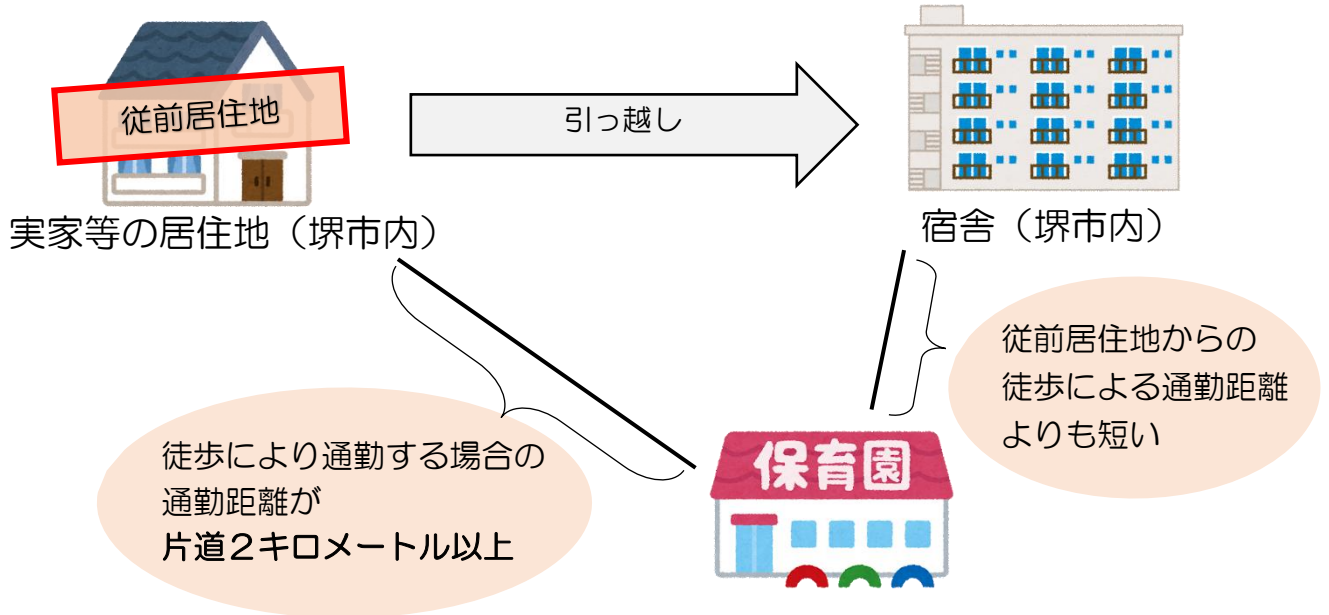 従前居住地
引っ越し
実家等の居住地（堺市内）
宿舎（堺市内）
従前居住地からの
徒歩による通勤距離
よりも短い
徒歩により通勤する場合の
通勤距離が
片道２キロメートル以上
保育園